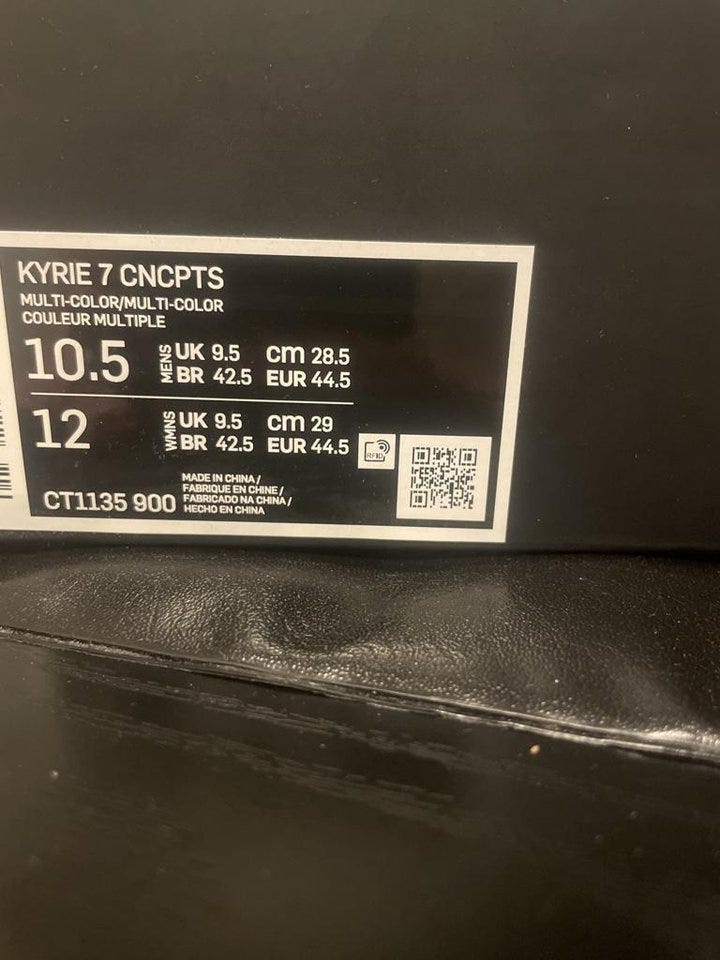 KYRIE 7 CNCPTS
MULTI-COLOR/MULTI-COLOR
COULEUR MULTIPLE
10.5 MENS UK 9.5 cm 28.5
BR 42.5 EUR 44.5
12 WMNS UK 9.5 cm 29
BR 42.5 EUR 44.5
RFID
CT1135 900
MADE IN CHINA /
FABRIQUE EN CHINE /
FABRICADO NA CHINA /
HECHO EN CHINA